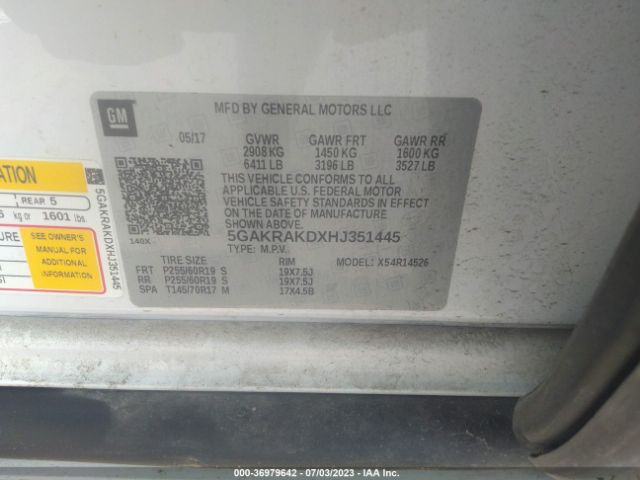 GM
MFD BY GENERAL MOTORS LLC
05/17 GVWR GAWR FRT GAWR RR
2908 KG 1450 KG 1600 KG
6411 LB 3196 LB 3527 LB
THIS VEHICLE CONFORMS TO ALL
APPLICABLE U.S. FEDERAL MOTOR
VEHICLE SAFETY STANDARDS IN
EFFECT ON THE DATE OF MANUFACTURE
SHOWN ABOVE.
140X 5GAKRAKDXHJ351445
TYPE: M.P.V. MODEL: X54R14526
TIRE SIZE RIM
FRT P255/60R19 S 19X7.5J
RR P255/60R19 S 19X7.5J
SPA T145/70R17 M 17X4.5B
REAR 5
kg or 1601 lbs.
SEE OWNER'S
MANUAL FOR
ADDITIONAL
INFORMATION
5GAKRAKDXHJ351445
000-36979642 - 07/03/2023 - IAA Inc.